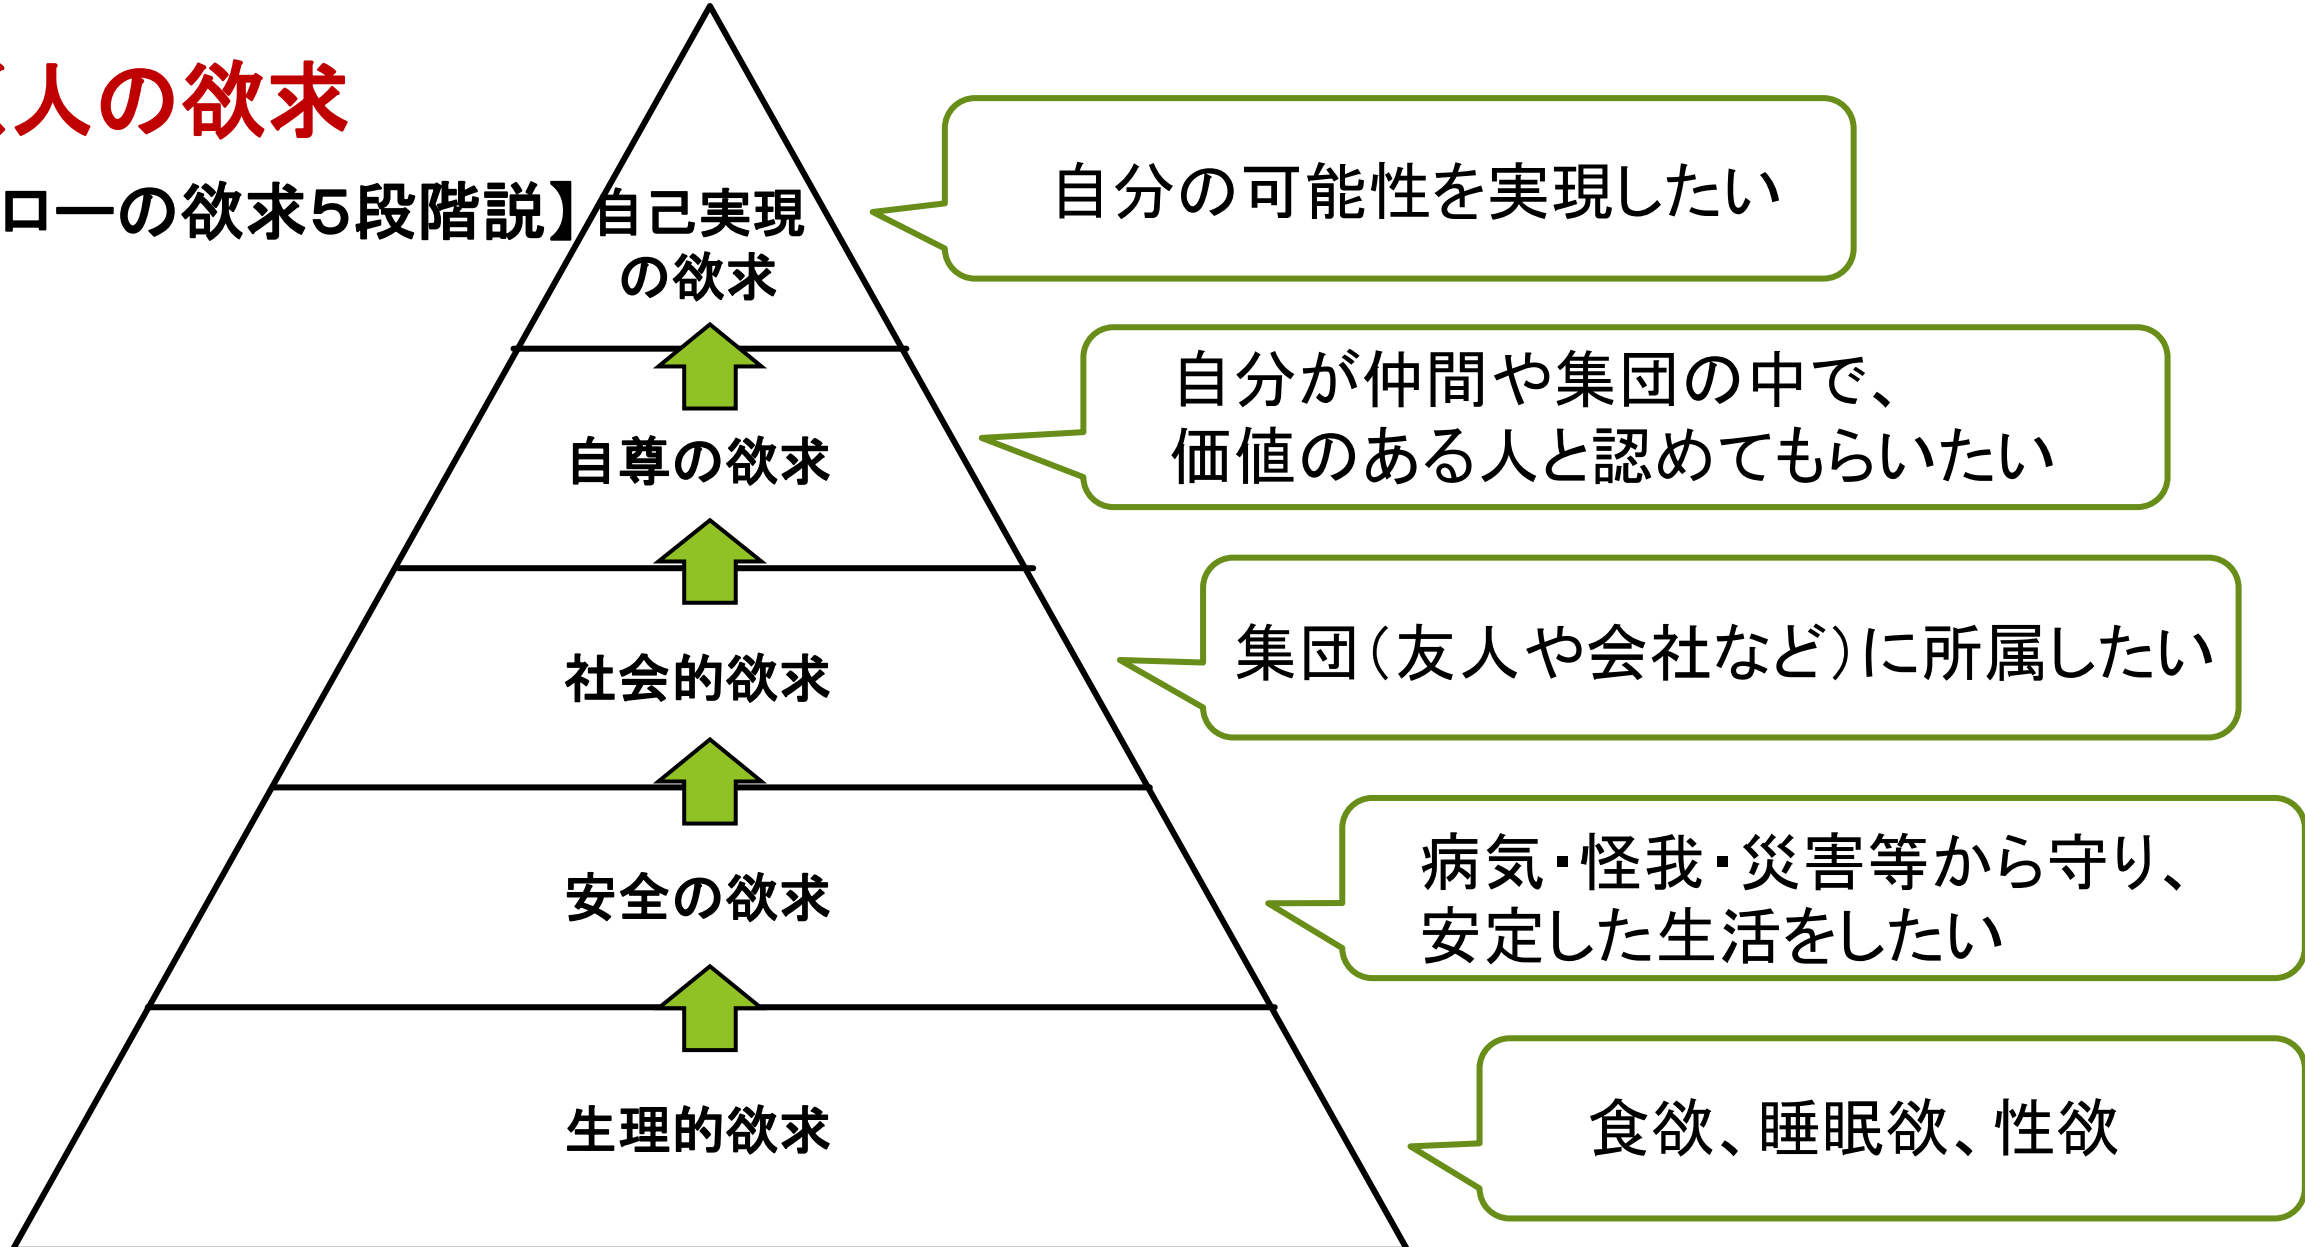 人の欲求
ローの欲求５段階説】
自己実現
の欲求
自分の可能性を実現したい
自尊の欲求
自分が仲間や集団の中で、
価値のある人と認めてもらいたい
社会的欲求
集団（友人や会社など）に所属したい
安全の欲求
病気・怪我・災害等から守り、
安定した生活をしたい
生理的欲求
食欲、睡眠欲、性欲